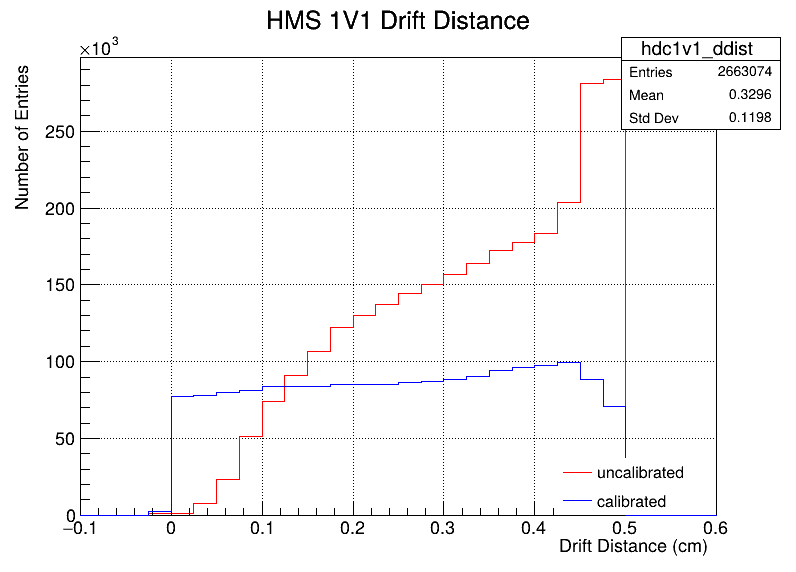 HMS 1V1 Drift Distance
×10³
hdc1v1_ddist
Entries 2663074
Mean 0.3296
Std Dev 0.1198
Number of Entries
250
200
150
100
50
0
−0.1 0 0.1 0.2 0.3 0.4 0.5 0.6
Drift Distance (cm)
uncalibrated
calibrated